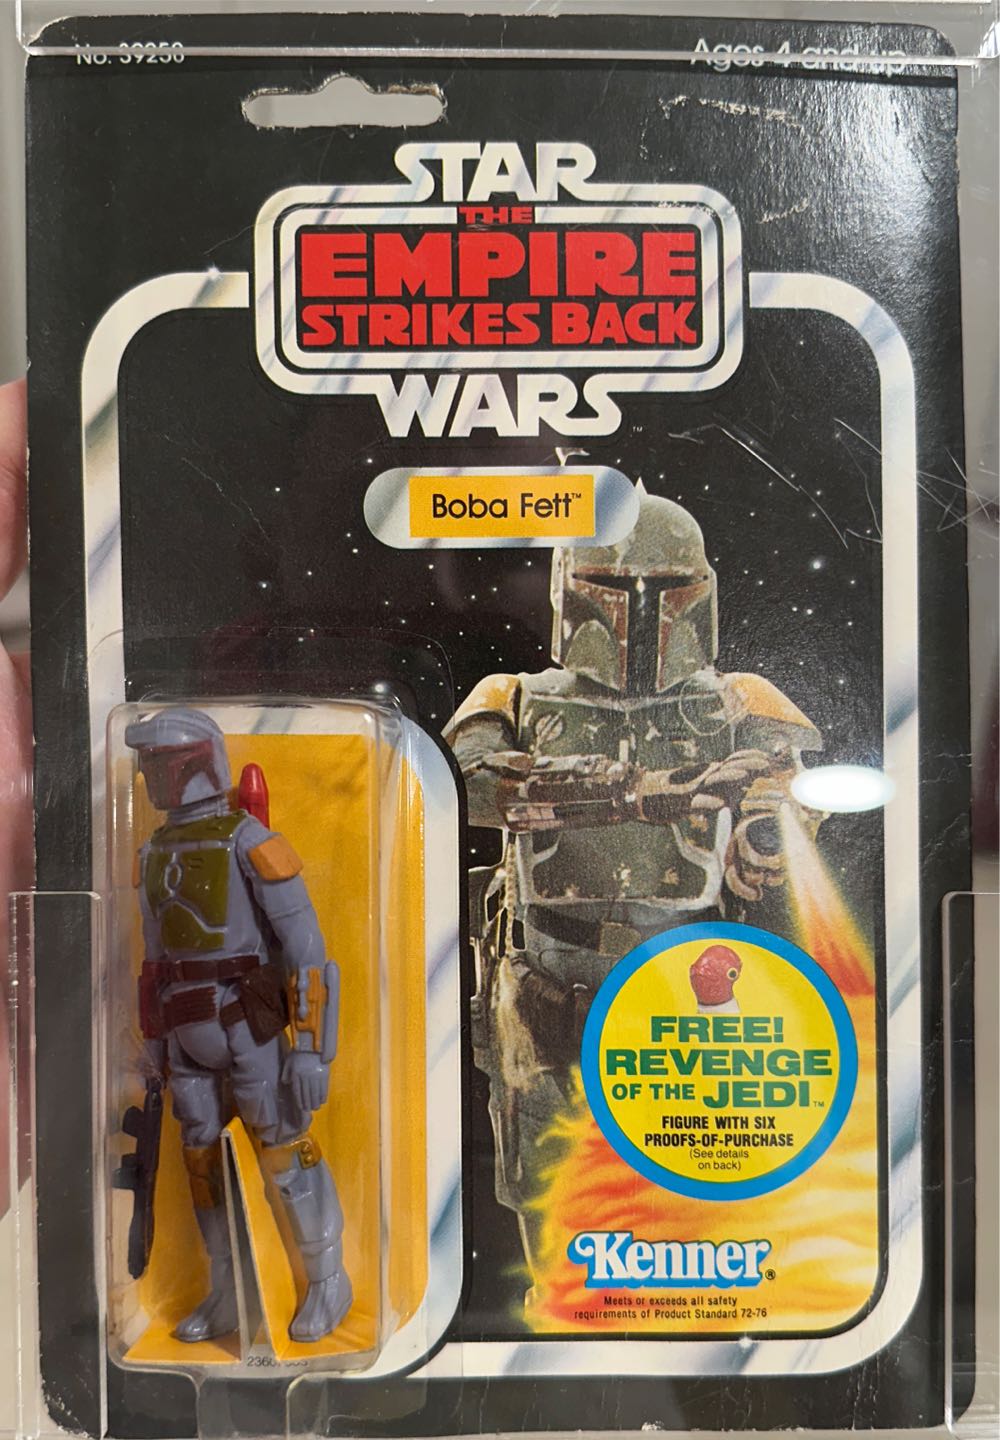 No. 39250
Ages 4 and up
STAR
THE
EMPIRE
STRIKES BACK
WARS™
Boba Fett™
FREE!
REVENGE
OF THE JEDI™
FIGURE WITH SIX
PROOFS-OF-PURCHASE
(See details
on back)
Kenner®
Meets or exceeds all safety
requirements of Product Standard 72-76